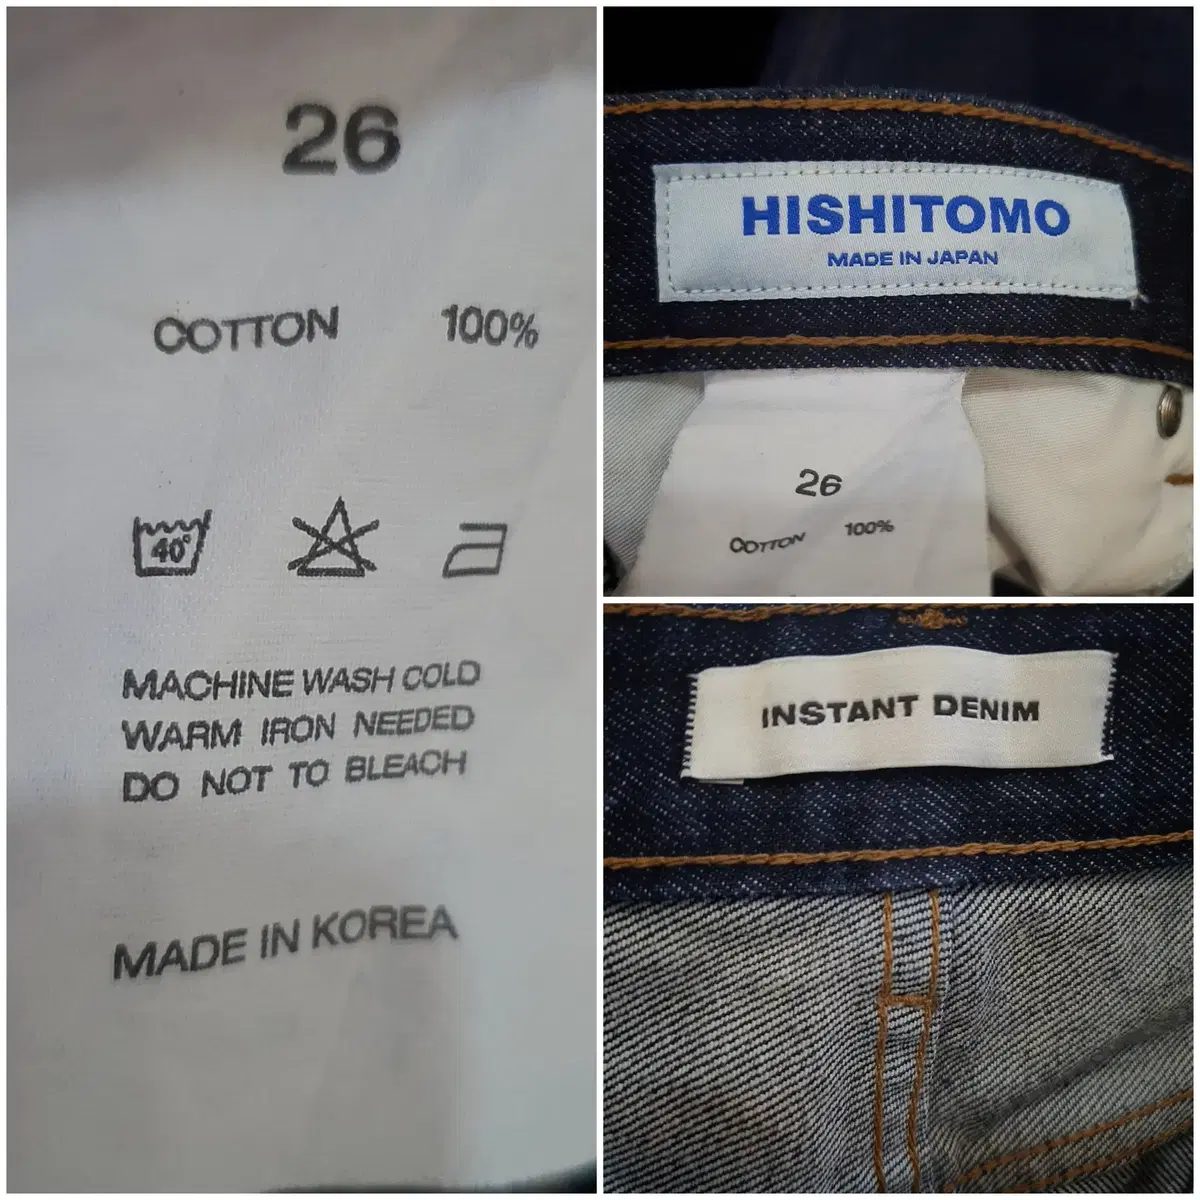 26
COTTON 100%
40°
MACHINE WASH COLD
WARM IRON NEEDED
DO NOT TO BLEACH
MADE IN KOREA
HISHITOMO
MADE IN JAPAN
26
COTTON 100%
INSTANT DENIM